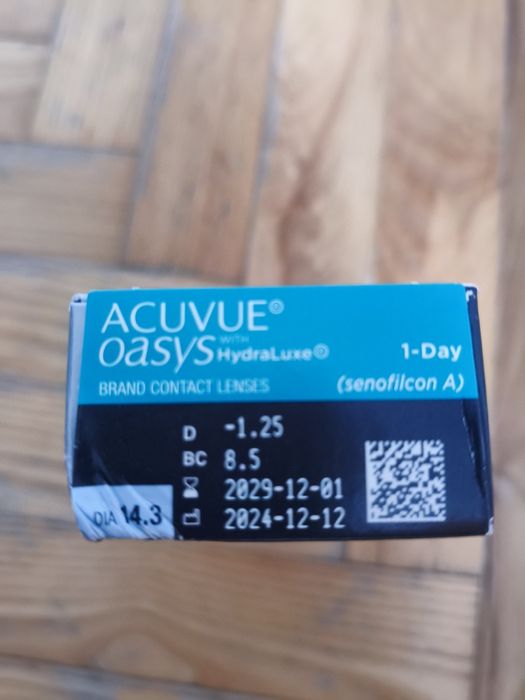 ACUVUE®
oasys WITH HydraLuxe® 1-Day
BRAND CONTACT LENSES (senofilcon A)
D -1.25
BC 8.5
2029-12-01
DIA 14.3 2024-12-12